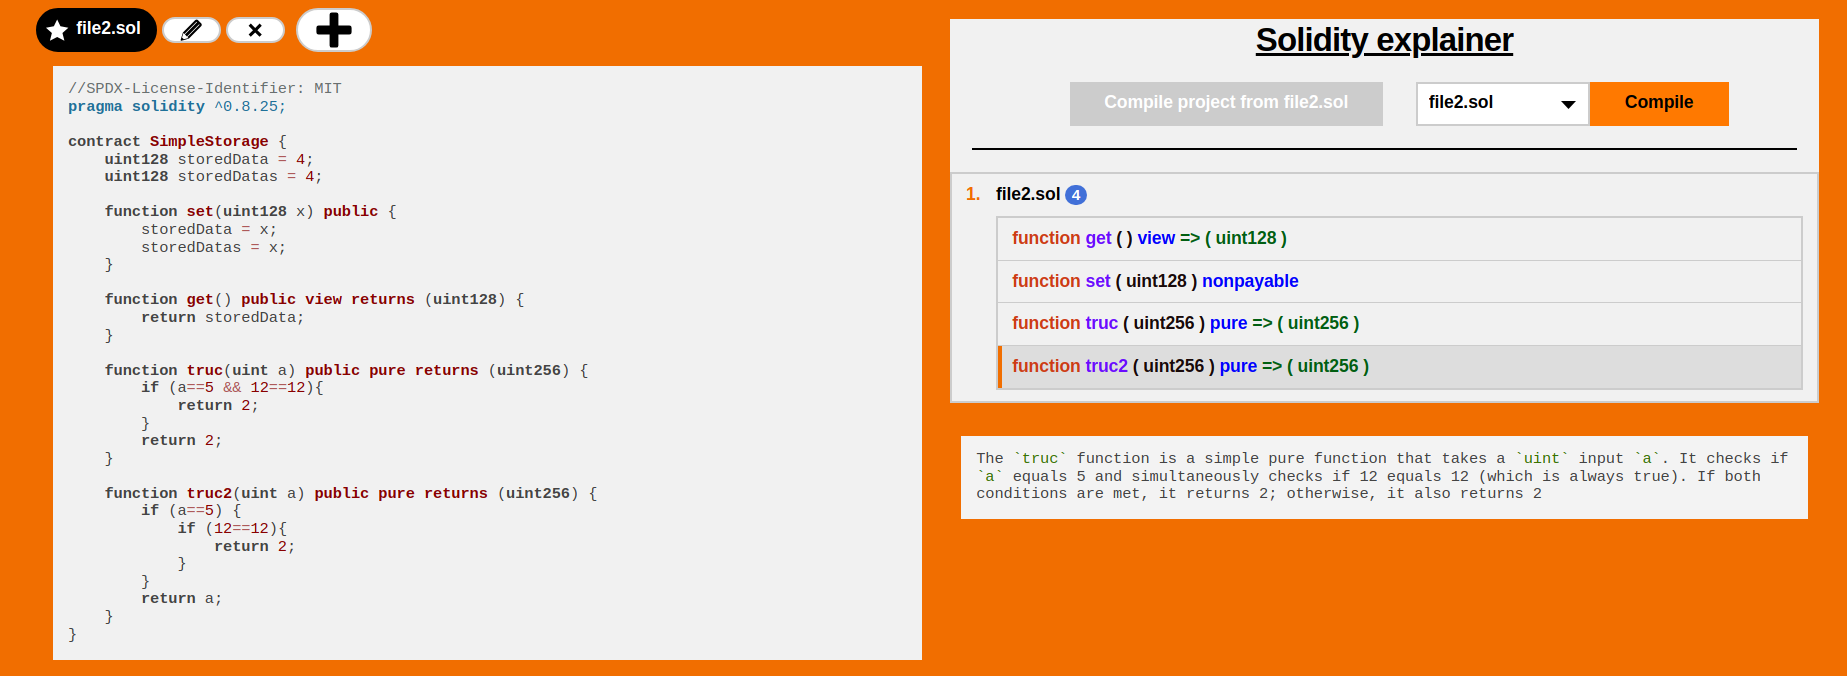 file2.sol
//SPDX-License-Identifier: MIT
pragma solidity ^0.8.25;
contract SimpleStorage {
uint128 storedData = 4;
uint128 storedDatas = 4;
function set(uint128 x) public {
storedData = x;
storedDatas = x;
}
function get() public view returns (uint128) {
return storedData;
}
function truc(uint a) public pure returns (uint256) {
if (a==5 && 12==12){
return 2;
}
return 2;
}
function truc2(uint a) public pure returns (uint256) {
if (a==5) {
if (12==12){
return 2;
}
}
return a;
}
}
Solidity explainer
Compile project from file2.sol
file2.sol
Compile
1. file2.sol 4
function get ( ) view => ( uint128 )
function set ( uint128 ) nonpayable
function truc ( uint256 ) pure => ( uint256 )
function truc2 ( uint256 ) pure => ( uint256 )
The `truc` function is a simple pure function that takes a `uint` input `a`. It checks if
`a` equals 5 and simultaneously checks if 12 equals 12 (which is always true). If both
conditions are met, it returns 2; otherwise, it also returns 2